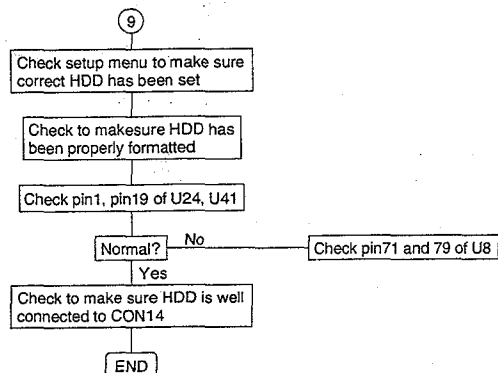 9
Check setup menu to make sure
correct HDD has been set
Check to makesure HDD has
been properly formatted
Check pin1, pin19 of U24, U41
Normal?
No
Check pin71 and 79 of U8
Yes
Check to make sure HDD is well
connected to CON14
END